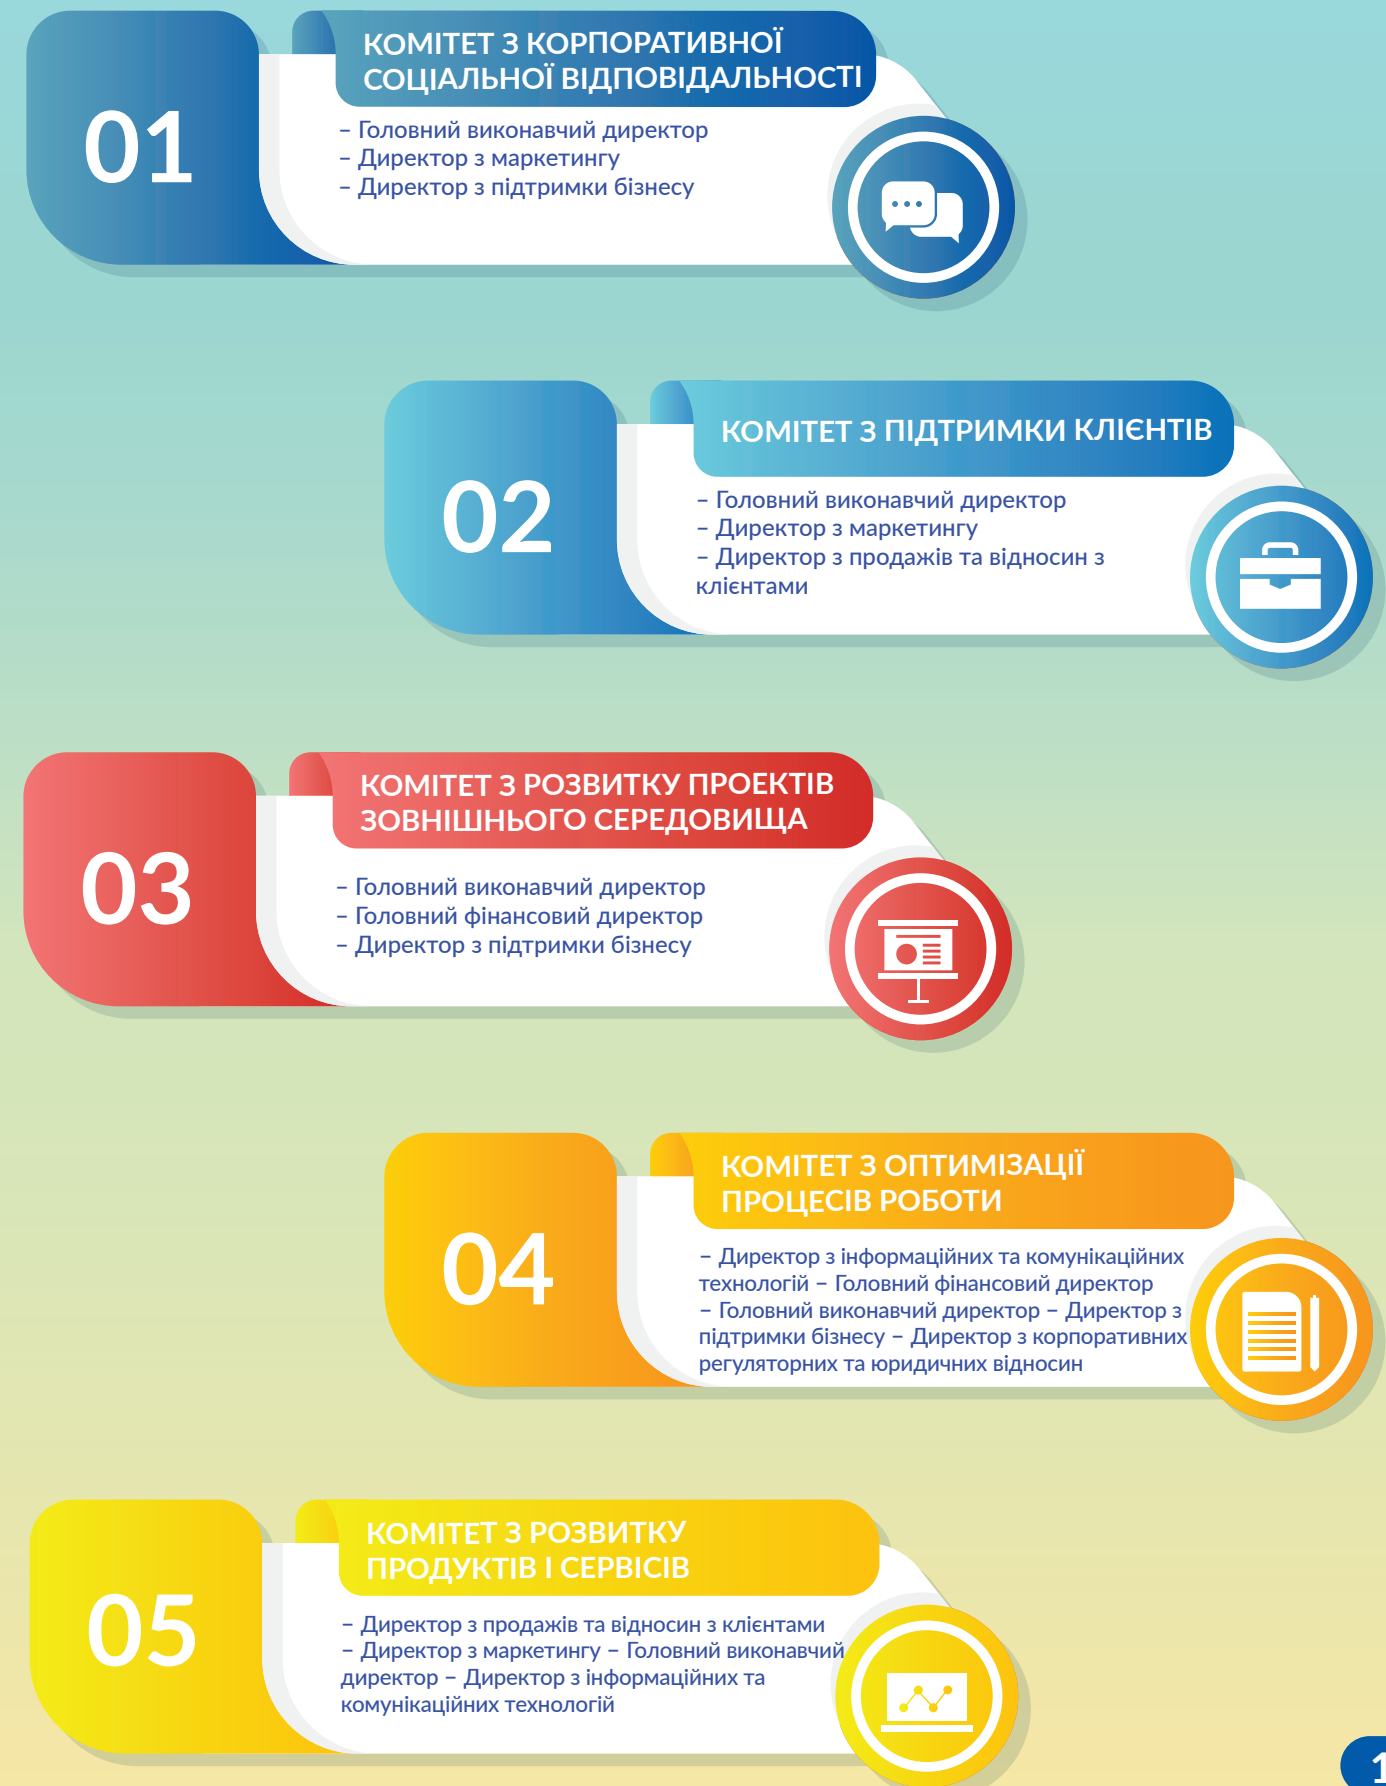 01
КОМІТЕТ З КОРПОРАТИВНОЇ
СОЦІАЛЬНОЇ ВІДПОВІДАЛЬНОСТІ
– Головний виконавчий директор
– Директор з маркетингу
– Директор з підтримки бізнесу
02
КОМІТЕТ З ПІДТРИМКИ КЛІЄНТІВ
– Головний виконавчий директор
– Директор з маркетингу
– Директор з продажів та відносин з
клієнтами
03
КОМІТЕТ З РОЗВИТКУ ПРОЕКТІВ
ЗОВНІШНЬОГО СЕРЕДОВИЩА
– Головний виконавчий директор
– Головний фінансовий директор
– Директор з підтримки бізнесу
04
КОМІТЕТ З ОПТИМІЗАЦІЇ
ПРОЦЕСІВ РОБОТИ
– Директор з інформаційних та комунікаційних
технологій – Головний фінансовий директор
– Головний виконавчий директор – Директор з
підтримки бізнесу – Директор з корпоративних
регуляторних та юридичних відносин
05
КОМІТЕТ З РОЗВИТКУ
ПРОДУКТІВ І СЕРВІСІВ
– Директор з продажів та відносин з клієнтами
– Директор з маркетингу – Головний виконавчий
директор – Директор з інформаційних та
комунікаційних технологій